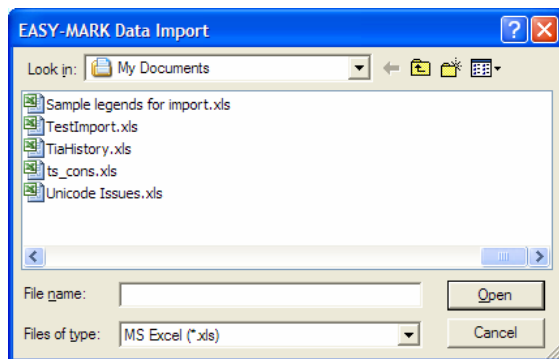 EASY-MARK Data Import
Look in: My Documents
Sample legends for import.xls
TestImport.xls
TiaHistory.xls
ts_cons.xls
Unicode Issues.xls
File name: Open
Files of type: MS Excel (*.xls) Cancel